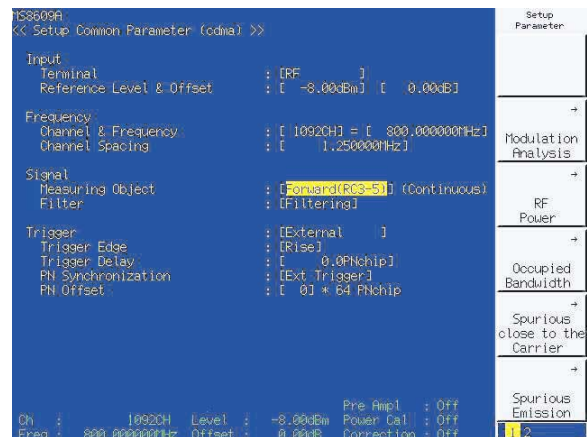 MS8609A
<< Setup Common Parameter (cdma) >>
Input
Terminal : [RF ]
Reference Level & Offset : [ -8.00dBm] [ 0.00dB]
Frequency
Channel & Frequency : [ 1092CH] = [ 800.000000MHz]
Channel Spacing : [ 1.250000MHz]
Signal
Measuring Object : [Forward(RC3-5)] (Continuous)
Filter : [Filtering]
Trigger : [External ]
Trigger Edge : [Rise]
Trigger Delay : [ 0.0PNchip]
PN Synchronization : [Ext Trigger]
PN Offset : [ 0] * 64 PNchip
Pre Ampl : Off
Ch : 1092CH Level : -8.00dBm Power Cal : Off
Freq : 800.000000MHz Offset : 0.00dB Correction : Off
Setup
Parameter
→
Modulation
Analysis
→
RF
Power
→
Occupied
Bandwidth
→
Spurious
close to the
Carrier
→
Spurious
Emission
1 2